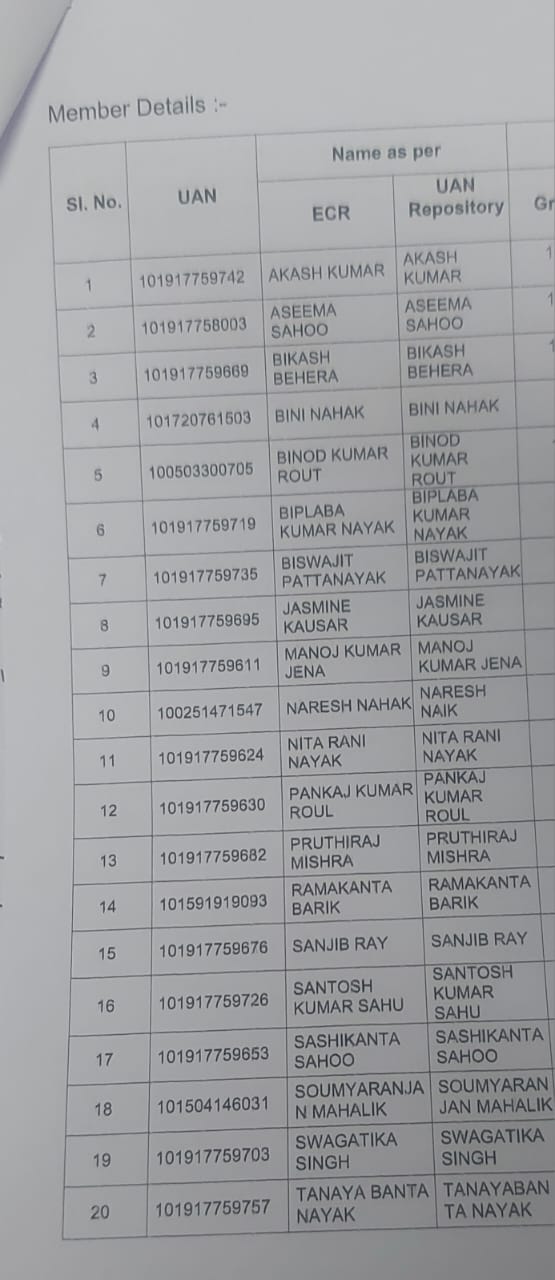 Member Details :-
Sl. No. UAN Name as per
ECR UAN Repository Gr
1 101917759742 AKASH KUMAR AKASH KUMAR 1
2 101917758003 ASEEMA SAHOO ASEEMA SAHOO 1
3 101917759669 BIKASH BEHERA BIKASH BEHERA 1
4 101720761503 BINI NAHAK BINI NAHAK
5 100503300705 BINOD KUMAR ROUT BINOD KUMAR ROUT
6 101917759719 BIPLABA KUMAR NAYAK BIPLABA KUMAR NAYAK
7 101917759735 BISWAJIT PATTANAYAK BISWAJIT PATTANAYAK
8 101917759695 JASMINE KAUSAR JASMINE KAUSAR
9 101917759611 MANOJ KUMAR JENA MANOJ KUMAR JENA
10 100251471547 NARESH NAHAK NARESH NAIK
11 101917759624 NITA RANI NAYAK NITA RANI NAYAK
12 101917759630 PANKAJ KUMAR ROUL PANKAJ KUMAR ROUL
13 101917759682 PRUTHIRAJ MISHRA PRUTHIRAJ MISHRA
14 101591919093 RAMAKANTA BARIK RAMAKANTA BARIK
15 101917759676 SANJIB RAY SANJIB RAY
16 101917759726 SANTOSH KUMAR SAHU SANTOSH KUMAR SAHU
17 101917759653 SASHIKANTA SAHOO SASHIKANTA SAHOO
18 101504146031 SOUMYARANJA N MAHALIK SOUMYARAN JAN MAHALIK
19 101917759703 SWAGATIKA SINGH SWAGATIKA SINGH
20 101917759757 TANAYA BANTA NAYAK TANAYABAN TA NAYAK